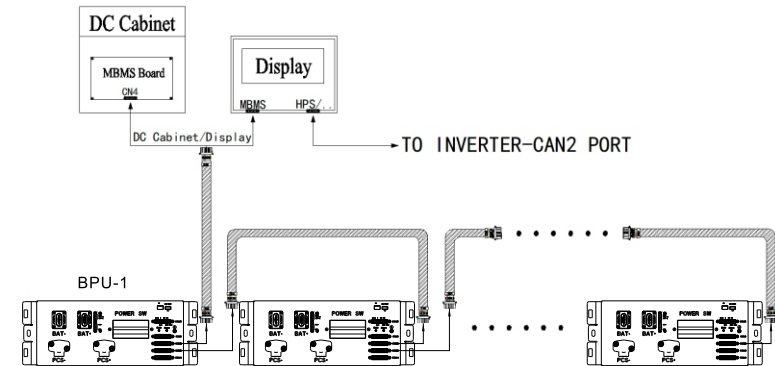 DC Cabinet
MBMS Board
CN4
Display
MBMS HPS/..
DC Cabinet/Display
TO INVERTER-CAN2 PORT
BPU-1
POWER SW
BAT-
BAT+
PCS-
PCS+
POWER SW
BAT-
BAT+
PCS-
PCS+
POWER SW
BAT-
BAT+
PCS-
PCS+